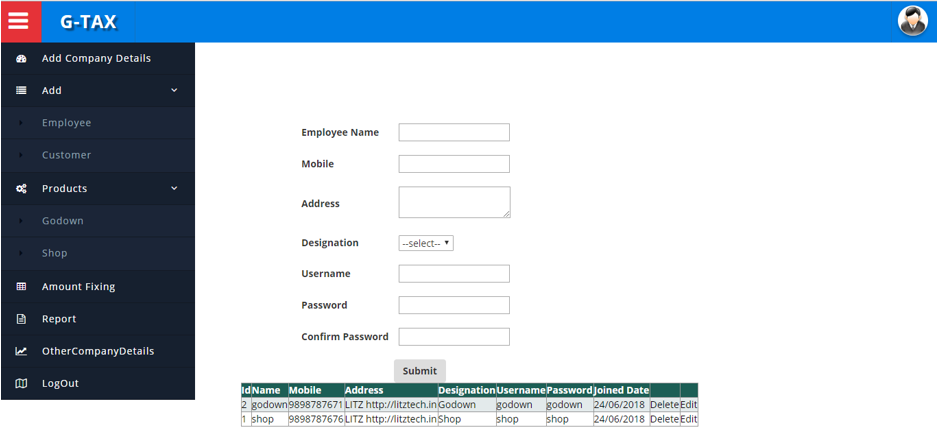 G-TAX
Add Company Details
Add
Employee
Customer
Products
Godown
Shop
Amount Fixing
Report
OtherCompanyDetails
LogOut
Employee Name
Mobile
Address
Designation --select--
Username
Password
Confirm Password
Submit
Id Name Mobile Address Designation Username Password Joined Date
2 godown 9898787671 LITZ http://litztech.in Godown godown godown 24/06/2018 Delete Edit
1 shop 9898787676 LITZ http://litztech.in Shop shop shop 24/06/2018 Delete Edit